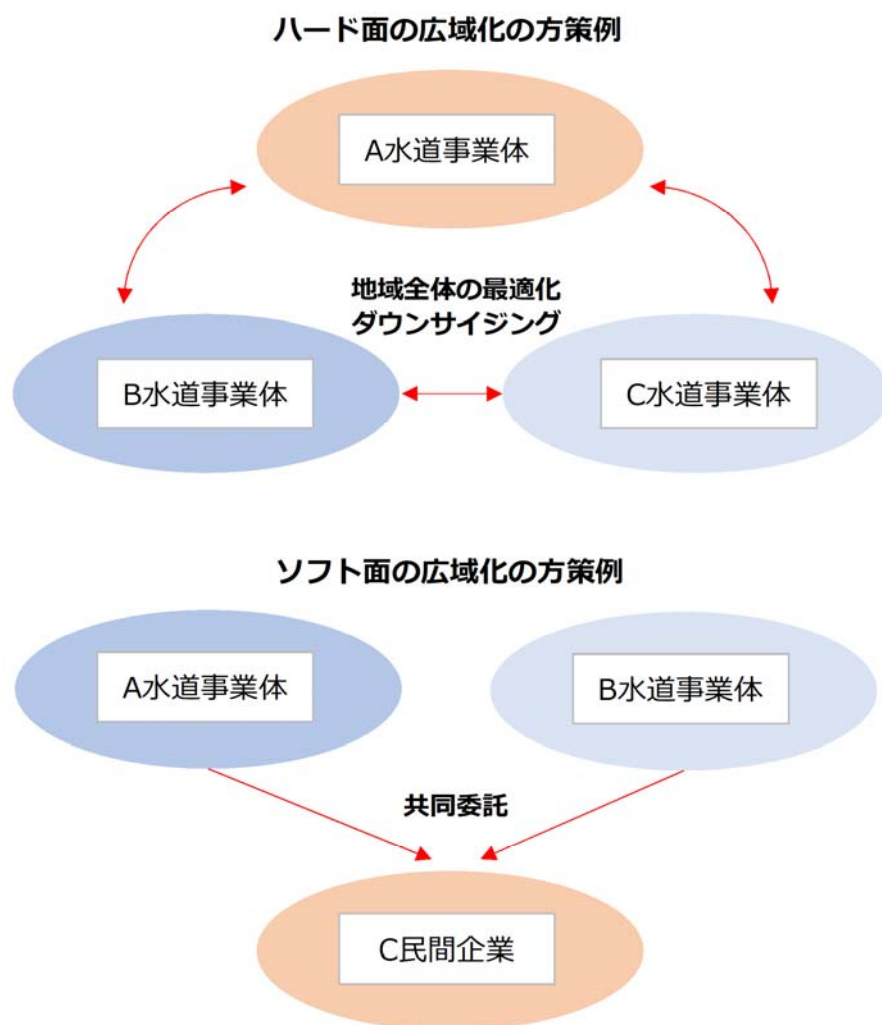 ハード面の広域化の方策例
A水道事業体
地域全体の最適化
ダウンサイジング
B水道事業体
C水道事業体
ソフト面の広域化の方策例
A水道事業体
B水道事業体
共同委託
C民間企業